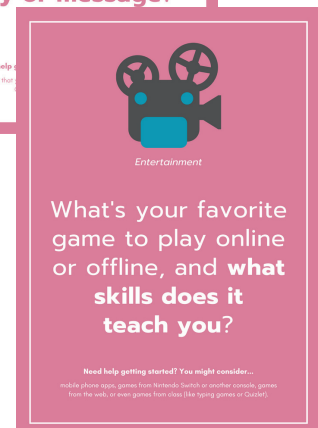 y or message?
elp g
that
Entertainment
What's your favorite
game to play online
or offline, and what
skills does it
teach you?
Need help getting started? You might consider...
mobile phone apps, games from Nintendo Switch or another console, games
from the web, or even games from class (like typing games or Quizlet).